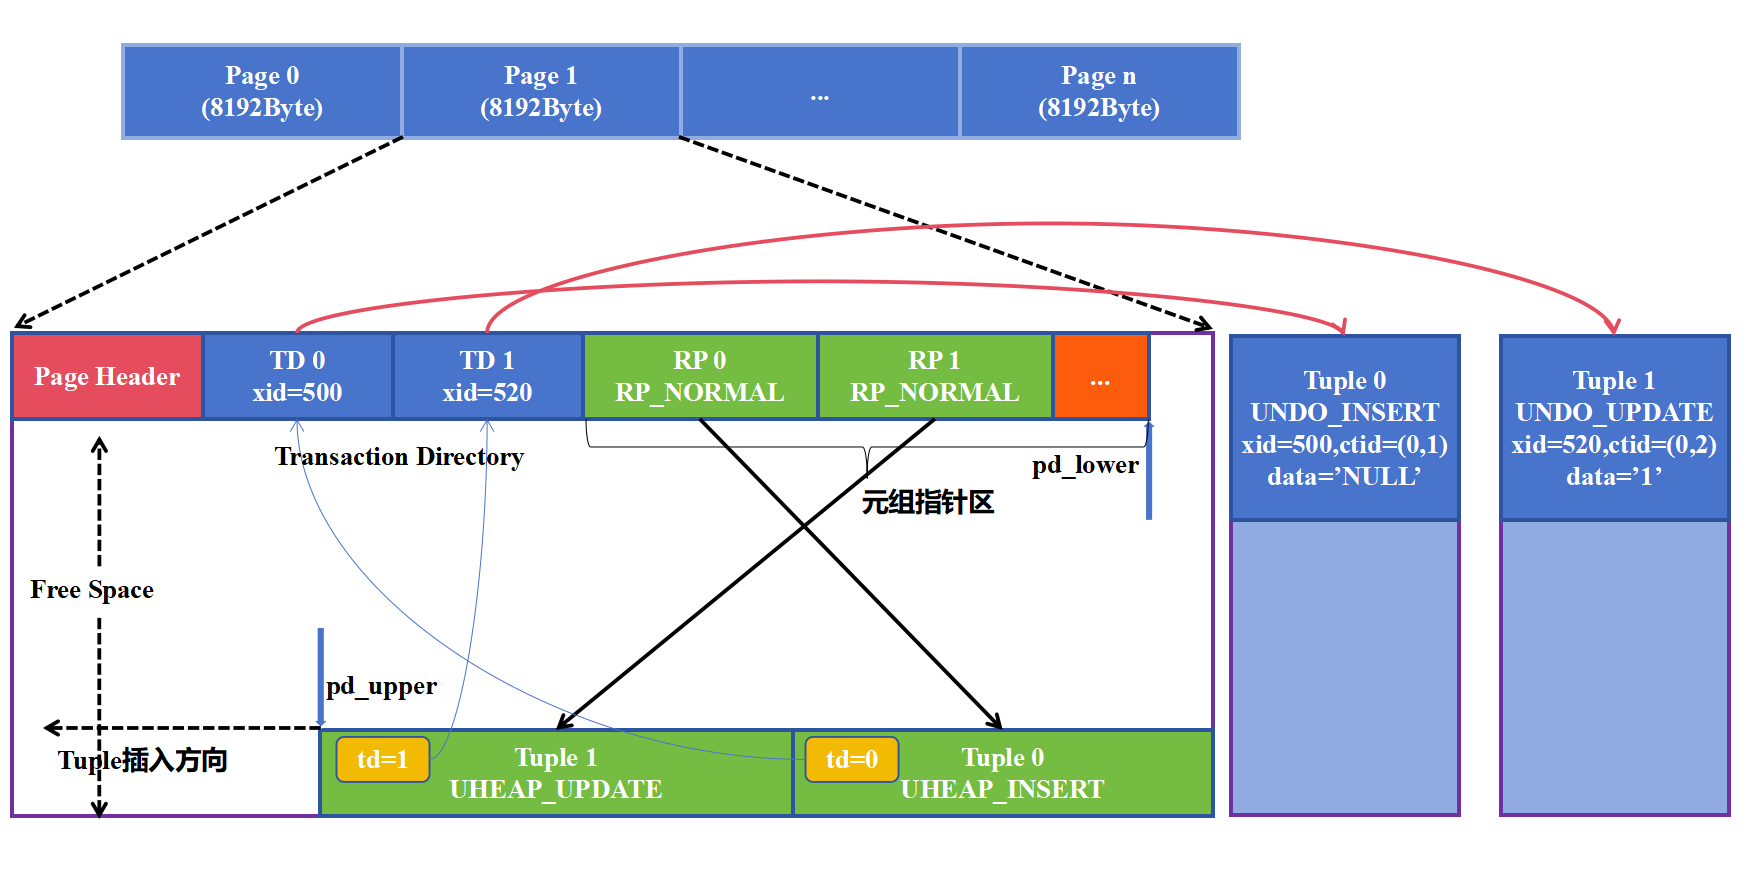 Page 0
(8192Byte)
Page 1
(8192Byte)
...
Page n
(8192Byte)
Page Header
TD 0
xid=500
TD 1
xid=520
RP 0
RP_NORMAL
RP 1
RP_NORMAL
...
Tuple 0
UNDO_INSERT
xid=500,ctid=(0,1)
data=’NULL’
Tuple 1
UNDO_UPDATE
xid=520,ctid=(0,2)
data=’1’
Transaction Directory
pd_lower
元组指针区
Free Space
pd_upper
Tuple插入方向
td=1
Tuple 1
UHEAP_UPDATE
td=0
Tuple 0
UHEAP_INSERT